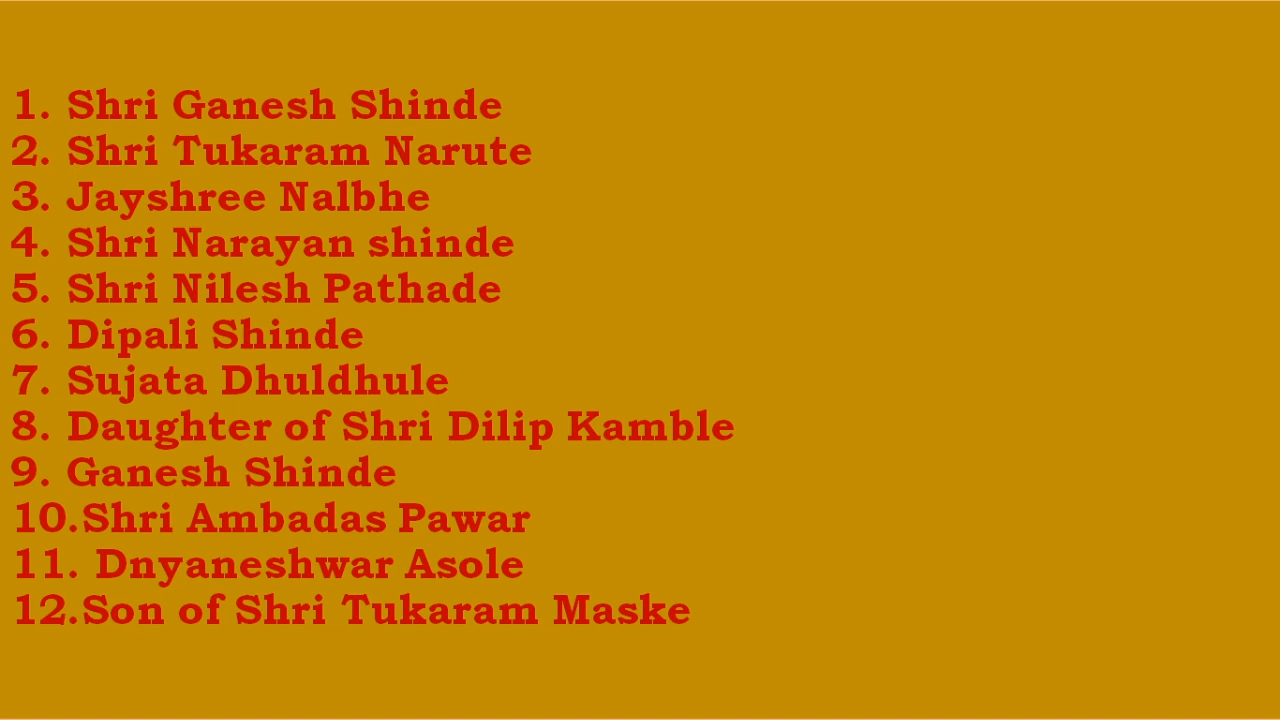 1. Shri Ganesh Shinde
2. Shri Tukaram Narute
3. Jayshree Nalbhe
4. Shri Narayan shinde
5. Shri Nilesh Pathade
6. Dipali Shinde
7. Sujata Dhuldhule
8. Daughter of Shri Dilip Kamble
9. Ganesh Shinde
10.Shri Ambadas Pawar
11. Dnyaneshwar Asole
12.Son of Shri Tukaram Maske